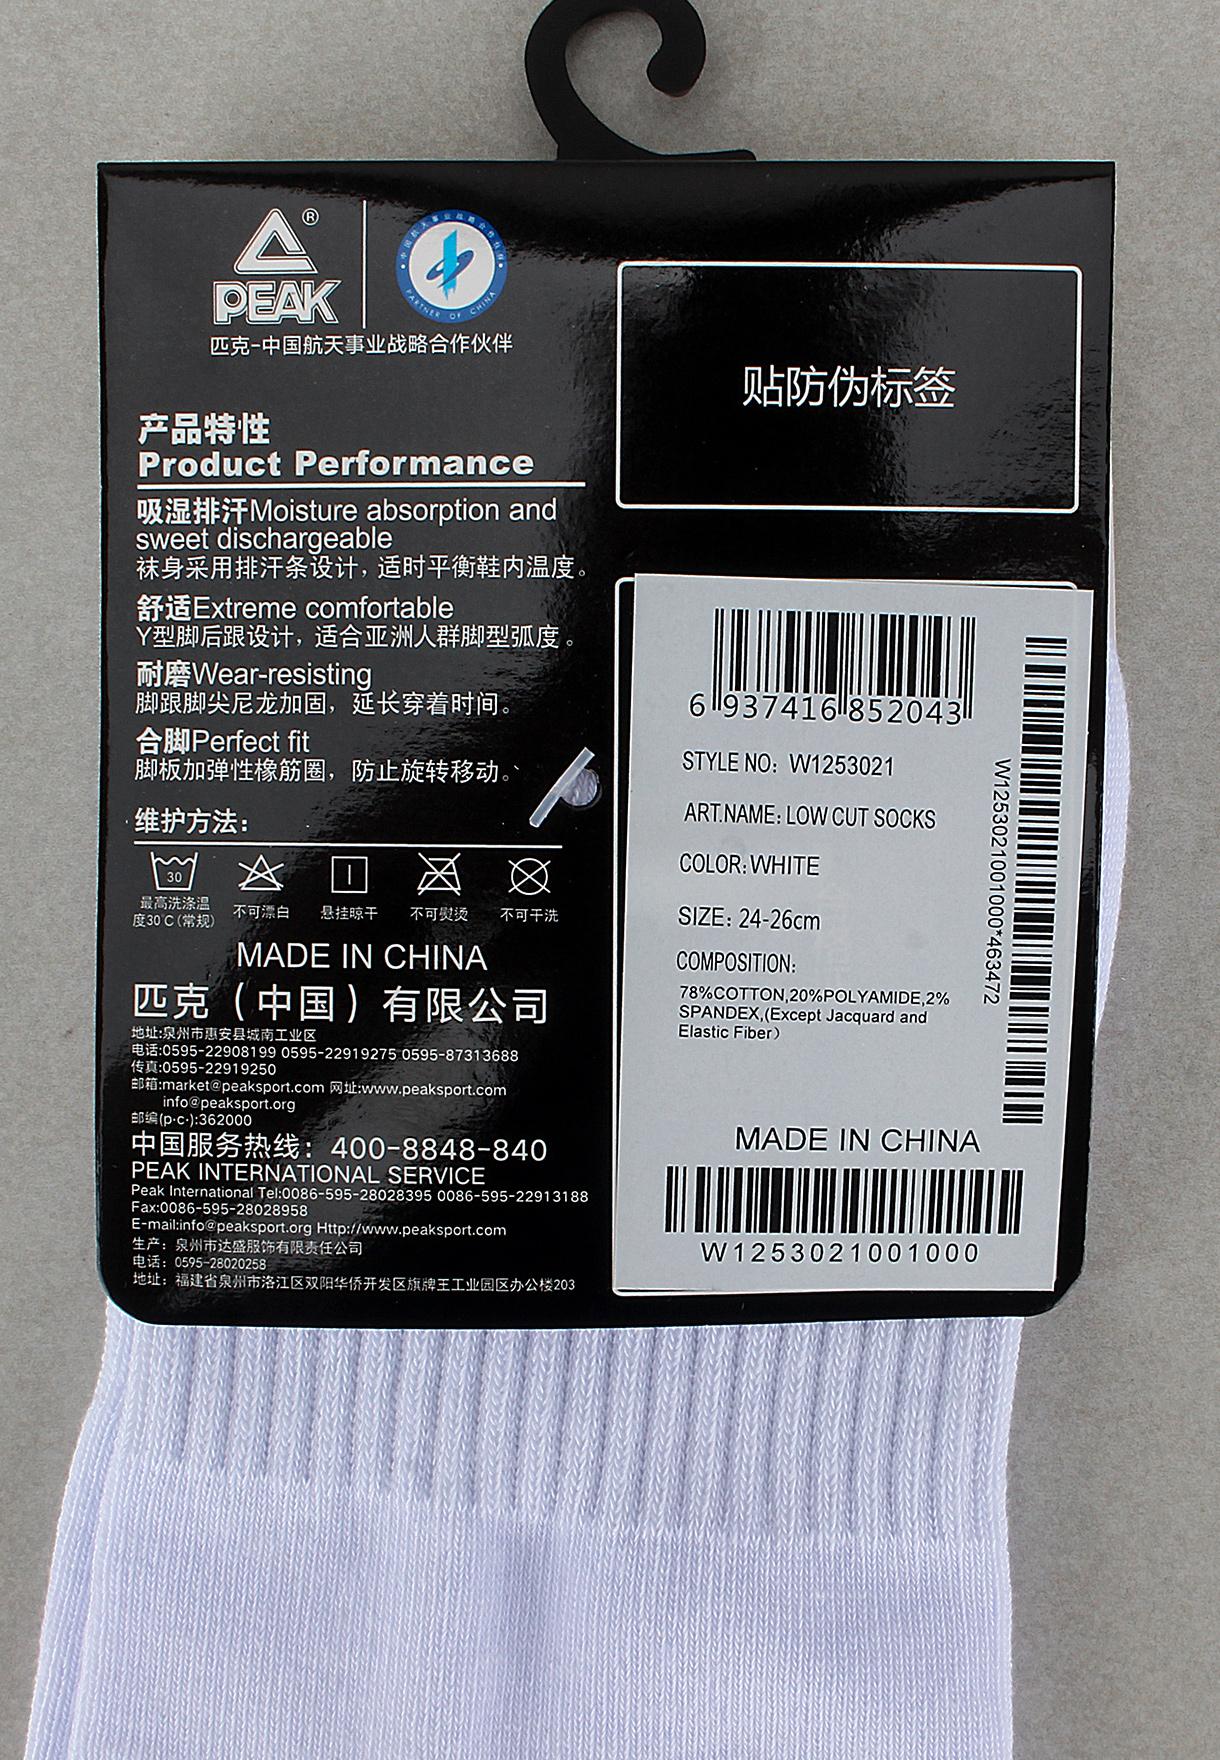 ®
PEAK
中国航天事业战略合作伙伴
PARTNER OF CHINA
匹克-中国航天事业战略合作伙伴
产品特性
Product Performance
吸湿排汗Moisture absorption and
sweet dischargeable
袜身采用排汗条设计，适时平衡鞋内温度。
舒适Extreme comfortable
Y型脚后跟设计，适合亚洲人群脚型弧度。
耐磨Wear-resisting
脚跟脚尖尼龙加固，延长穿着时间。
合脚Perfect fit
脚板加弹性橡筋圈，防止旋转移动。
维护方法：
30
最高洗涤温
度30℃(常规)
不可漂白
悬挂晾干
不可熨烫
不可干洗
MADE IN CHINA
匹克（中国）有限公司
地址:泉州市惠安县城南工业区
电话:0595-22908199 0595-22919275 0595-87313688
传真:0595-22919250
邮箱:market@peaksport.com 网址:www.peaksport.com
info@peaksport.org
邮编(p·c·):362000
中国服务热线：400-8848-840
PEAK INTERNATIONAL SERVICE
Peak International Tel:0086-595-28028395 0086-595-22913188
Fax:0086-595-28028958
E-mail:info@peaksport.org Http://www.peaksport.com
生产：泉州市达盛服饰有限责任公司
电话：0595-28020258
地址：福建省泉州市洛江区双阳华侨开发区旗牌王工业园区办公楼203
贴防伪标签
6 937416 852043
STYLE NO: W1253021
ART.NAME: LOW CUT SOCKS
COLOR: WHITE
SIZE: 24-26cm
COMPOSITION:
78%COTTON,20%POLYAMIDE,2%
SPANDEX,(Except Jacquard and
Elastic Fiber）
W1253021001000*463472
MADE IN CHINA
W1253021001000